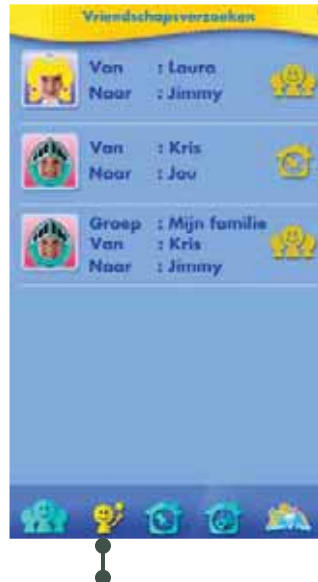 Vriendschapsverzoeken
Van : Laura
Naar : Jimmy
Van : Kris
Naar : Jou
Groep : Mijn familie
Van : Kris
Naar : Jimmy